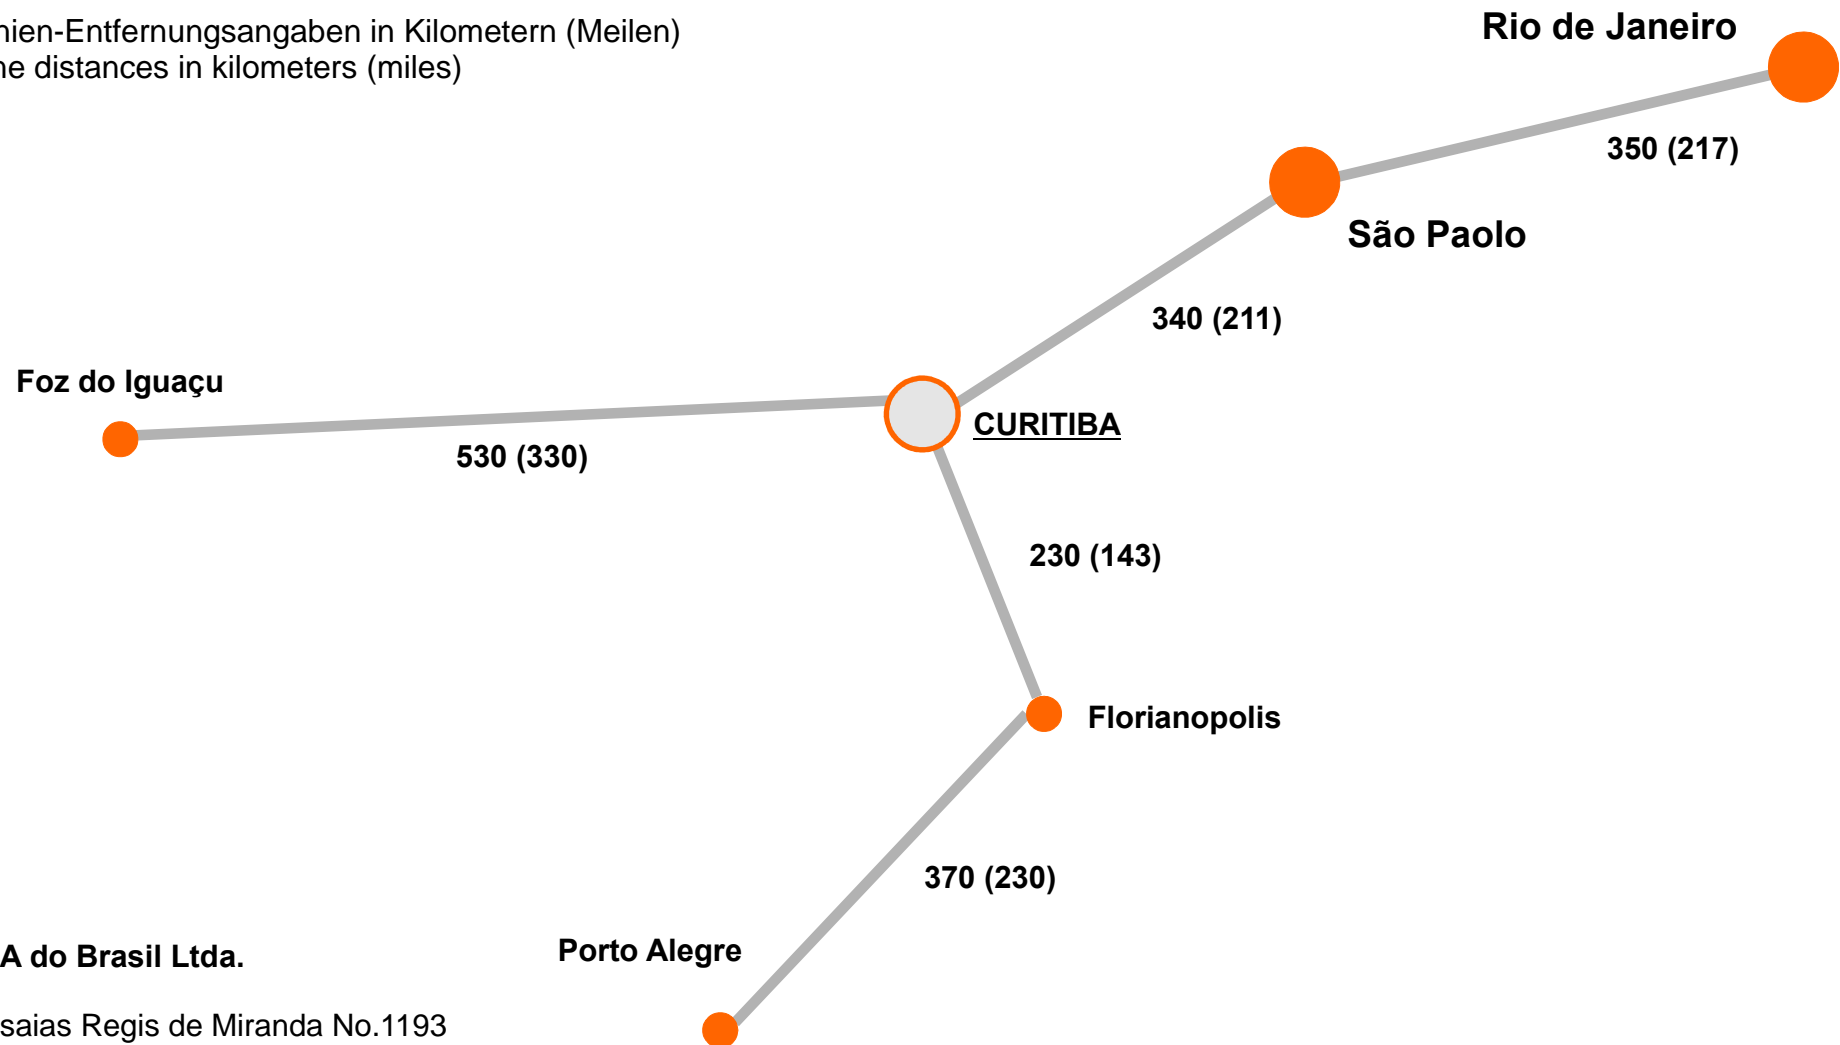 nien-Entfernungsangaben in Kilometern (Meilen)
ne distances in kilometers (miles)
Rio de Janeiro
350 (217)
São Paolo
340 (211)
Foz do Iguaçu
530 (330)
CURITIBA
230 (143)
Florianopolis
370 (230)
Porto Alegre
A do Brasil Ltda.
saias Regis de Miranda No.1193